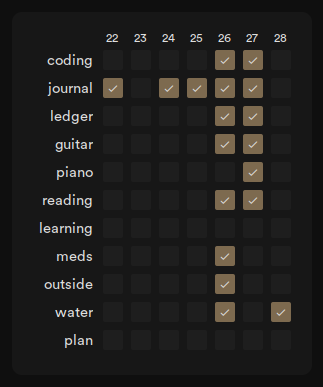 22 23 24 25 26 27 28
coding
journal
ledger
guitar
piano
reading
learning
meds
outside
water
plan